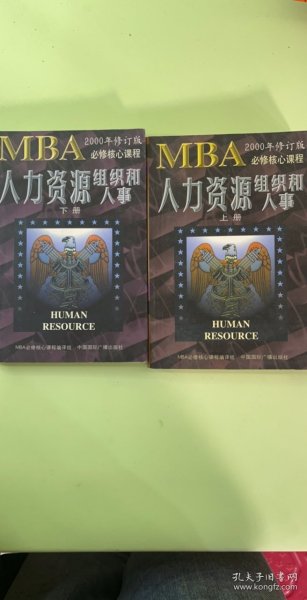 MBA
2000年修订版
必修核心课程
人力资源
组织和
人事
下册
HUMAN
RESOURCE
MBA必修核心课程编译组
中国国际广播出版社
MBA
2000年修订版
必修核心课程
人力资源
组织和
人事
上册
HUMAN
RESOURCE
MBA必修核心课程编译组
中国国际广播出版社
孔夫子旧书网
www.kongfz.com